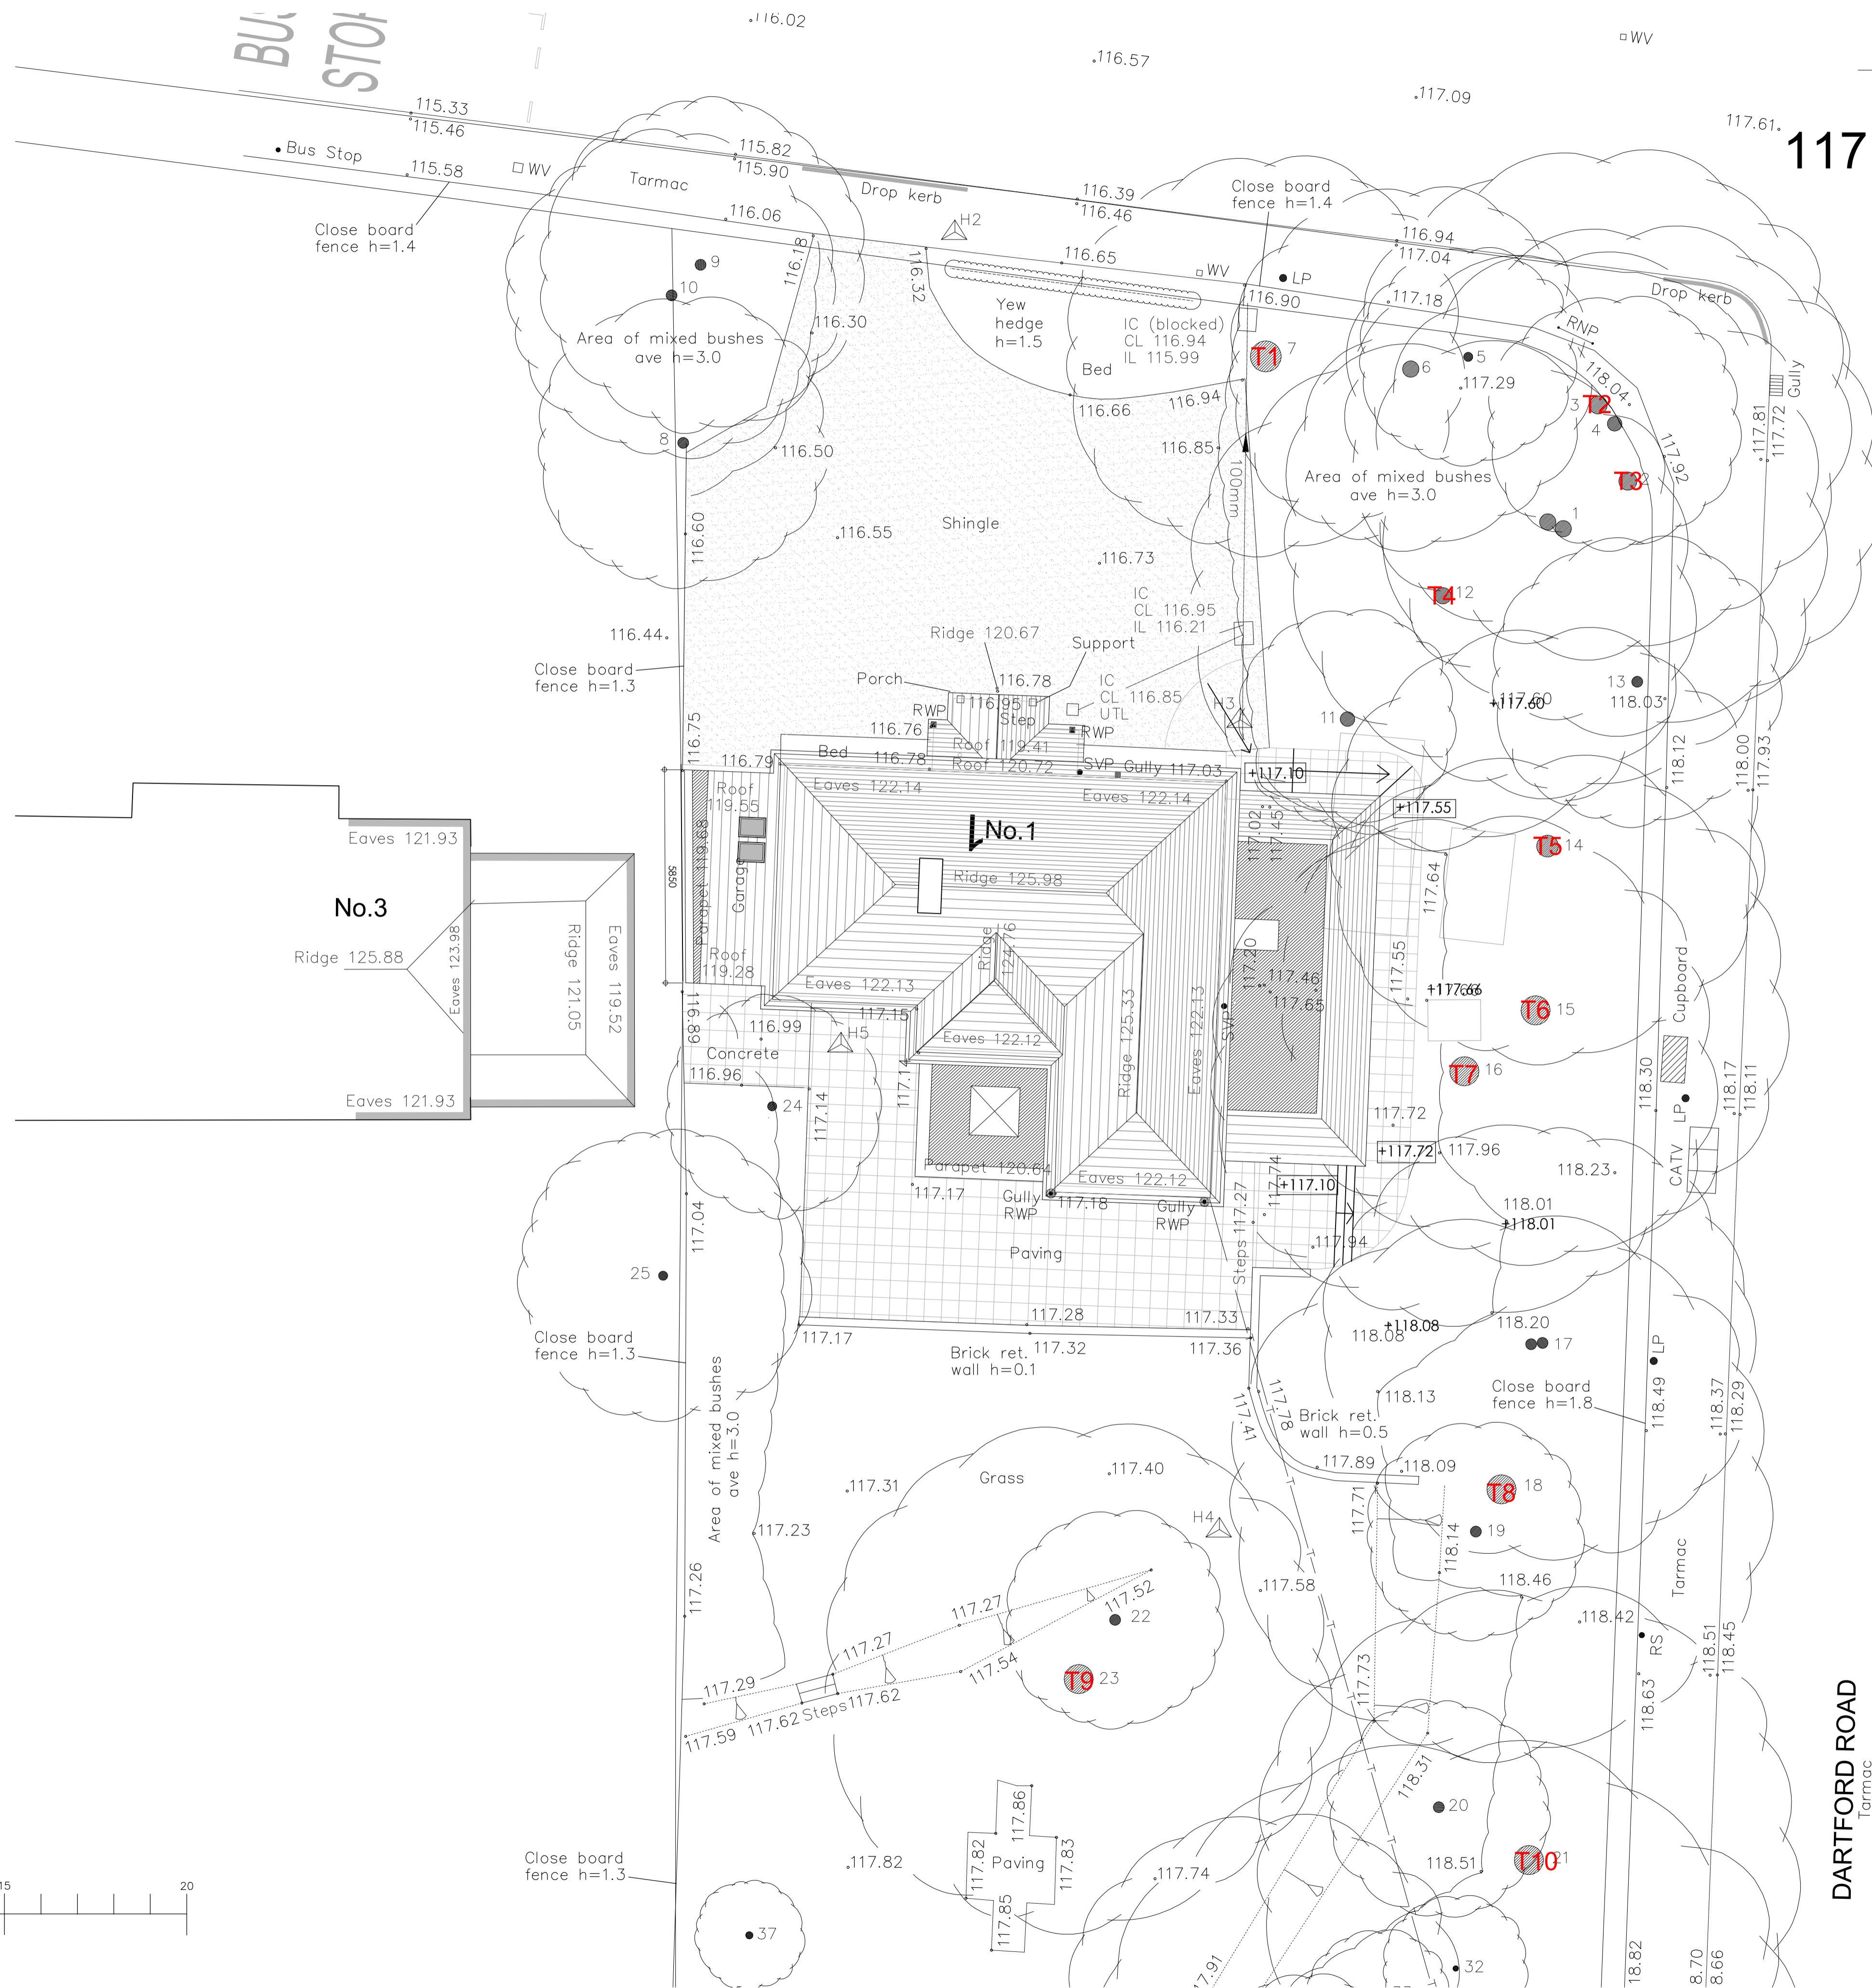 BUS
STOP
116.02
WV
116.57
117.09
117.61
117
115.33
115.46
Bus Stop
115.58
WV
115.82
115.90
Tarmac
Drop kerb
116.39
116.46
Close board
fence h=1.4
116.06
Close board
fence h=1.4
H2
116.94
117.04
116.65
WV
LP
116.18
116.32
9
10
116.90
117.18
Drop kerb
Yew
hedge
h=1.5
IC (blocked)
CL 116.94
IL 115.99
RNP
116.30
Area of mixed bushes
ave h=3.0
Bed
T1
7
6
5
117.29
118.04
Gully
116.66
116.94
3
T2
4
8
116.50
116.85
117.92
117.81
117.72
100mm
Area of mixed bushes
ave h=3.0
T3
2
1
116.60
116.55
Shingle
116.73
IC
CL 116.95
IL 116.21
T4
12
116.44
Ridge 120.67
Support
Close board
fence h=1.3
Porch
116.78
IC
CL 116.85
UTL
H3
13
118.03
117.60
+117.60
11
116.95
Step
RWP
116.76
RWP
116.75
Roof 119.41
Bed
116.78
Roof 120.72
SVP
Gully
117.03
116.79
+117.10
118.12
118.00
117.93
Eaves 122.14
Eaves 122.14
Roof
119.55
+117.55
Eaves 121.93
No.1
117.02
117.45
T5
14
5850
Parapet 119.68
Garage
Ridge 125.98
117.64
No.3
Ridge 125.88
Eaves 123.98
Ridge 121.05
Eaves 119.52
Ridge
124.76
117.20
117.46
117.65
117.55
+117.66
Roof
119.28
Eaves 122.13
T6
15
Cupboard
116.89
117.15
116.99
H5
Concrete
Eaves 122.12
Ridge 125.33
Eaves 122.13
SVP
T7
16
116.96
24
117.14
Eaves 121.93
118.30
LP
118.17
118.11
117.72
+117.72
117.96
118.23
CATV
Parapet 120.64
117.17
Eaves 122.12
117.18
Gully
RWP
Gully
RWP
117.27
117.74
+117.10
118.01
+118.01
117.04
25
Paving
Steps
117.94
117.17
117.28
117.33
117.32
117.36
Brick ret.
wall h=0.1
118.08
+118.08
118.20
17
LP
Close board
fence h=1.3
118.13
Close board
fence h=1.8
118.49
118.37
118.29
117.41
117.78
Brick ret.
wall h=0.5
Area of mixed bushes
ave h=3.0
117.31
Grass
117.40
117.89
118.09
T8
18
117.71
117.23
H4
19
118.14
Tarmac
117.26
117.58
118.46
117.52
117.27
22
118.42
RS
117.27
117.54
T9
23
118.51
118.45
118.63
117.29
117.62
Steps
117.62
117.59
117.73
118.31
DARTFORD ROAD
Tarmac
117.86
20
117.82
Paving
117.83
Close board
fence h=1.3
117.82
117.74
118.51
T10
21
15
20
117.85
37
32